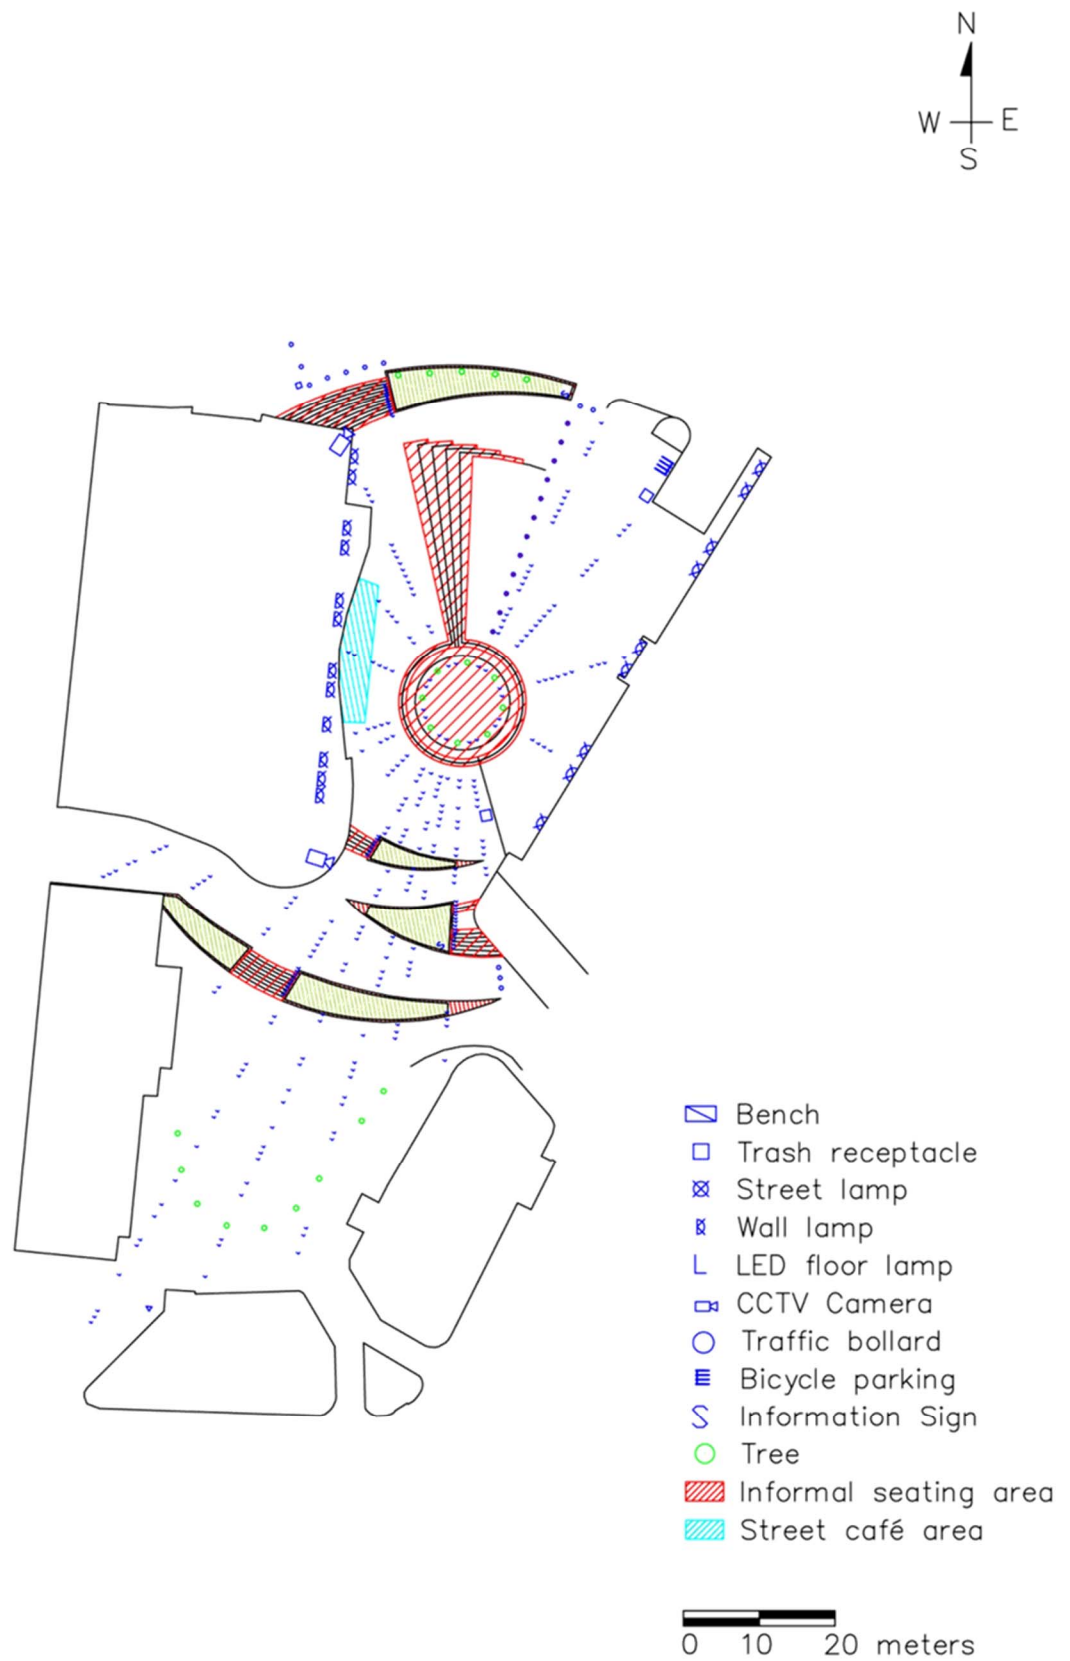 N
W E
S
Bench
Trash receptacle
Street lamp
Wall lamp
L LED floor lamp
CCTV Camera
Traffic bollard
Bicycle parking
S Information Sign
Tree
Informal seating area
Street café area
0 10 20 meters